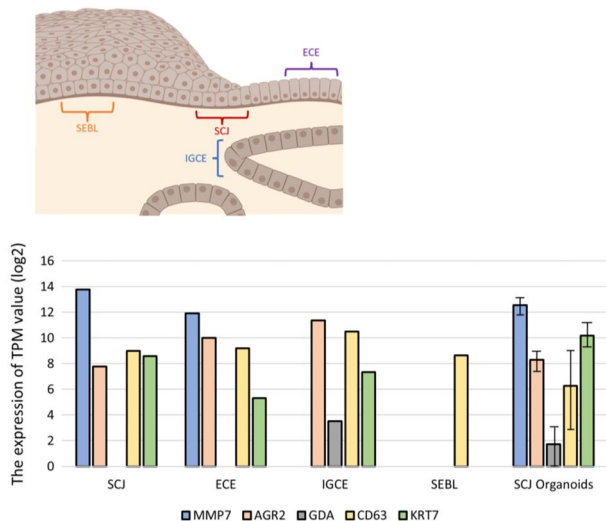 ECE
SEBL
SCJ
IGCE
The expression of TPM value (log2)
16
14
12
10
8
6
4
2
0
SCJ ECE IGCE SEBL SCJ Organoids
MMP7 AGR2 GDA CD63 KRT7